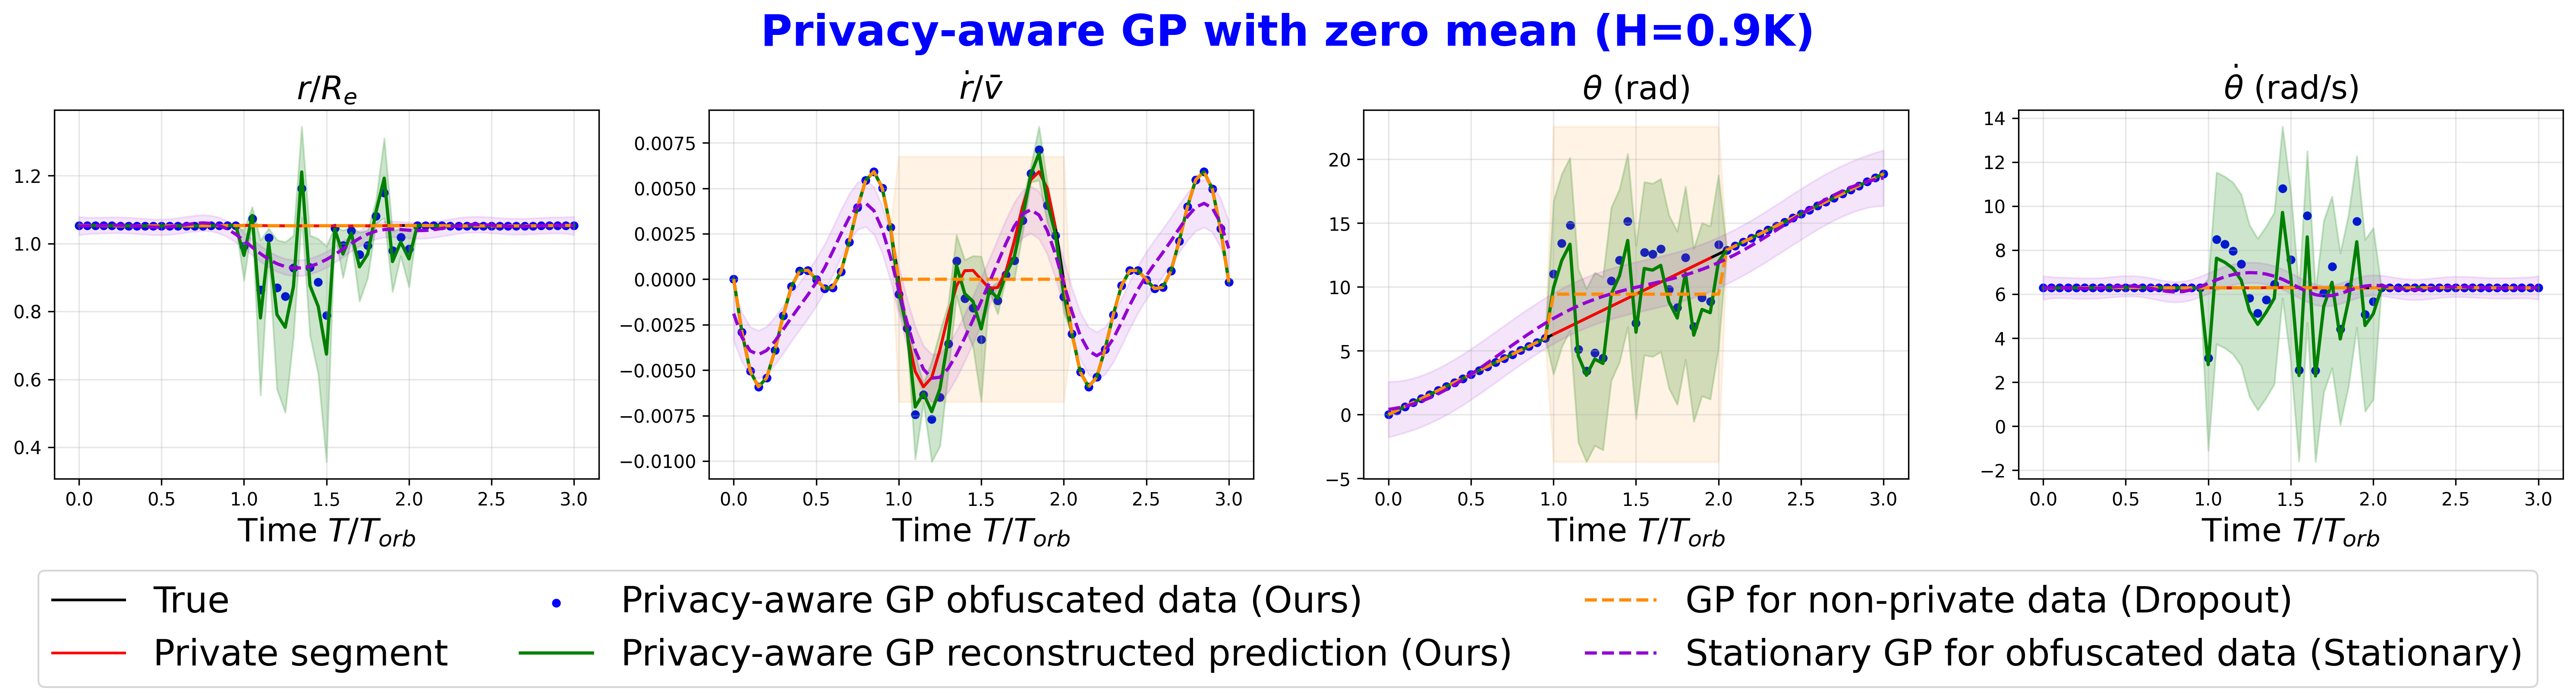 Privacy-aware GP with zero mean (H=0.9K)
r/Rₑ
ṙ/v̄
θ (rad)
θ̇ (rad/s)
1.2
1.0
0.8
0.6
0.4
0.0 0.5 1.0 1.5 2.0 2.5 3.0
Time T/Tₒᵣb
0.0075
0.0050
0.0025
0.0000
−0.0025
−0.0050
−0.0075
−0.0100
0.0 0.5 1.0 1.5 2.0 2.5 3.0
Time T/Tₒᵣb
20
15
10
5
0
−5
0.0 0.5 1.0 1.5 2.0 2.5 3.0
Time T/Tₒᵣb
14
12
10
8
6
4
2
0
−2
0.0 0.5 1.0 1.5 2.0 2.5 3.0
Time T/Tₒᵣb
True
Private segment
Privacy-aware GP obfuscated data (Ours)
Privacy-aware GP reconstructed prediction (Ours)
GP for non-private data (Dropout)
Stationary GP for obfuscated data (Stationary)